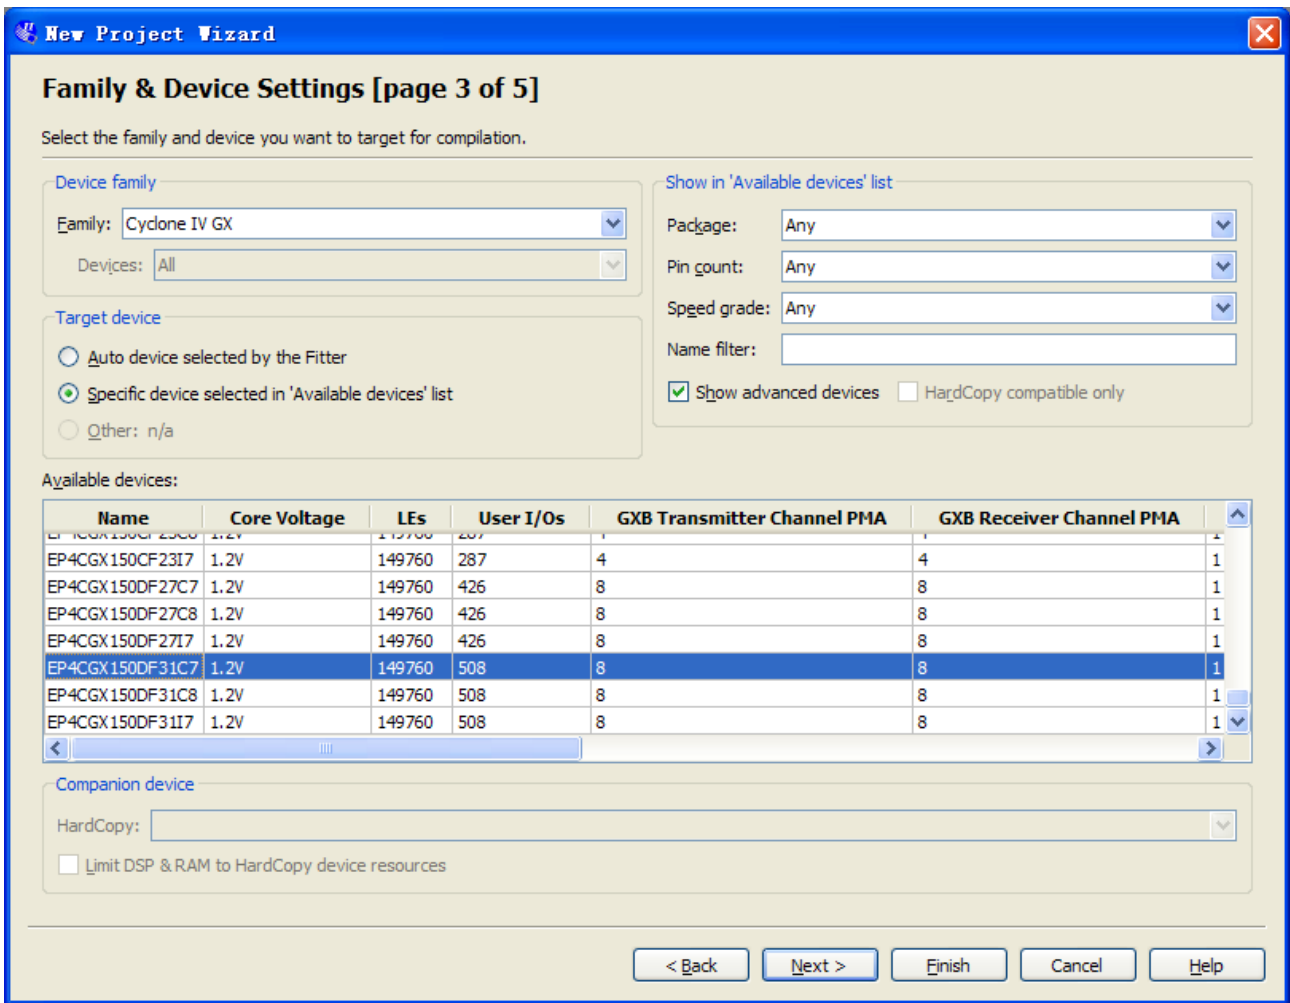 New Project Wizard
Family & Device Settings [page 3 of 5]
Select the family and device you want to target for compilation.
Device family
Family: Cyclone IV GX
Devices: All
Show in 'Available devices' list
Package: Any
Pin count: Any
Speed grade: Any
Name filter:
Show advanced devices HardCopy compatible only
Target device
Auto device selected by the Fitter
Specific device selected in 'Available devices' list
Other: n/a
Available devices:
Name Core Voltage LEs User I/Os GXB Transmitter Channel PMA GXB Receiver Channel PMA
EP4CGX150CF23I7 1.2V 149760 287 4 4 1
EP4CGX150DF27C7 1.2V 149760 426 8 8 1
EP4CGX150DF27C8 1.2V 149760 426 8 8 1
EP4CGX150DF27I7 1.2V 149760 426 8 8 1
EP4CGX150DF31C7 1.2V 149760 508 8 8 1
EP4CGX150DF31C8 1.2V 149760 508 8 8 1
EP4CGX150DF31I7 1.2V 149760 508 8 8 1
Companion device
HardCopy:
Limit DSP & RAM to HardCopy device resources
< Back Next > Finish Cancel Help